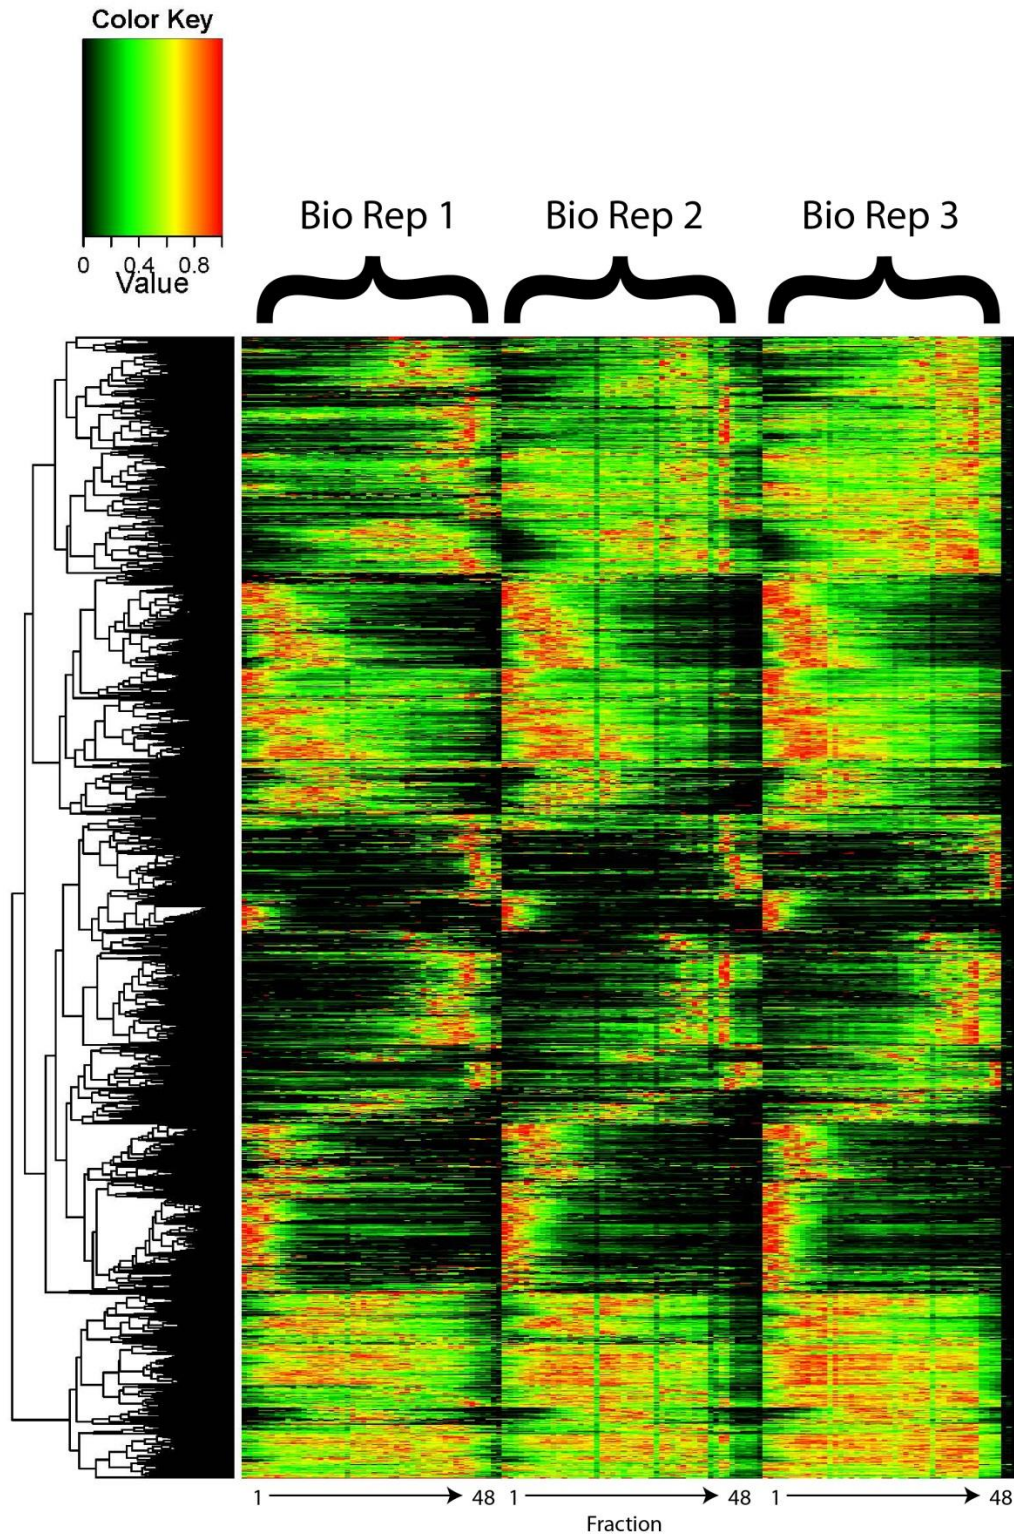 Color Key
0 0.4 0.8
Value
Bio Rep 1 Bio Rep 2 Bio Rep 3
1 48 1 48 1 48
Fraction